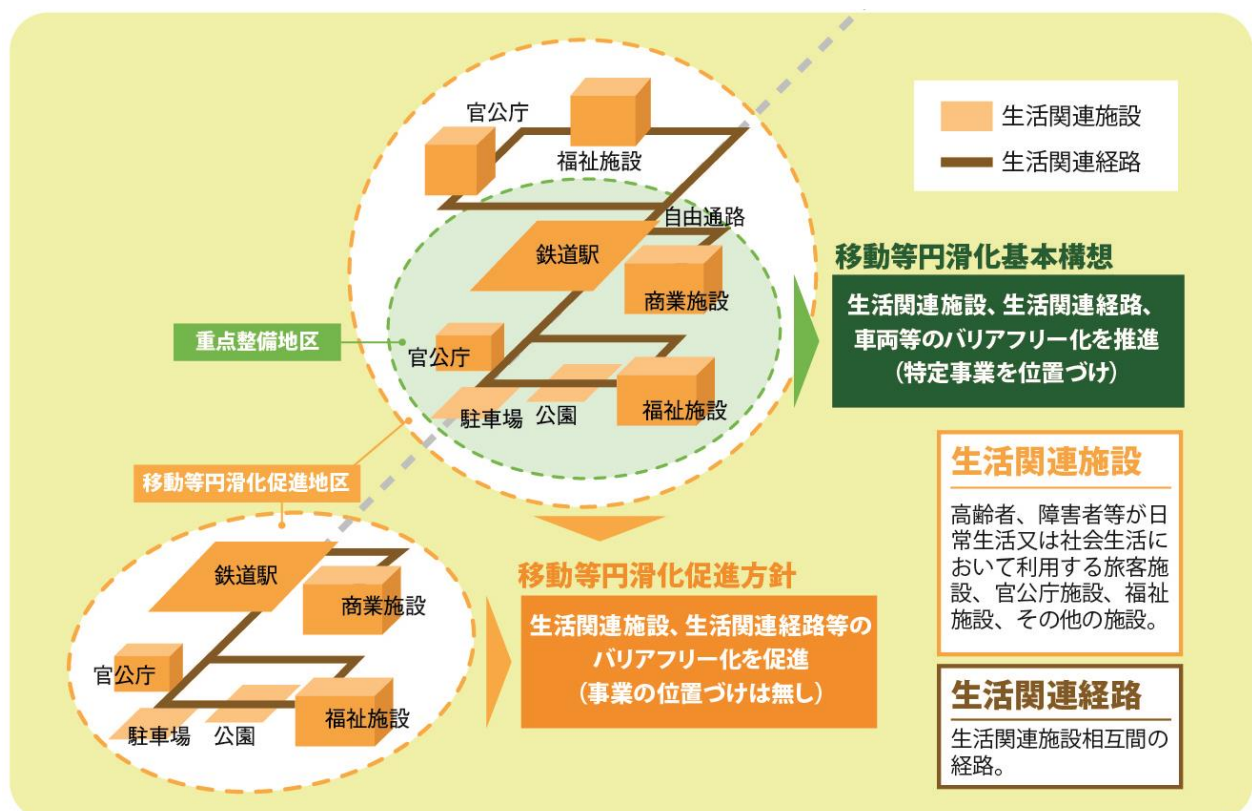 官公庁
福祉施設
自由通路
鉄道駅
商業施設
官公庁
駐車場
公園
福祉施設
重点整備地区
移動等円滑化促進地区
鉄道駅
商業施設
官公庁
駐車場
公園
福祉施設
生活関連施設
生活関連経路
移動等円滑化基本構想
生活関連施設、生活関連経路、
車両等のバリアフリー化を推進
（特定事業を位置づけ）
移動等円滑化促進方針
生活関連施設、生活関連経路等の
バリアフリー化を促進
（事業の位置づけは無し）
生活関連施設
高齢者、障害者等が日
常生活又は社会生活に
おいて利用する旅客施
設、官公庁施設、福祉
施設、その他の施設。
生活関連経路
生活関連施設相互間の
経路。